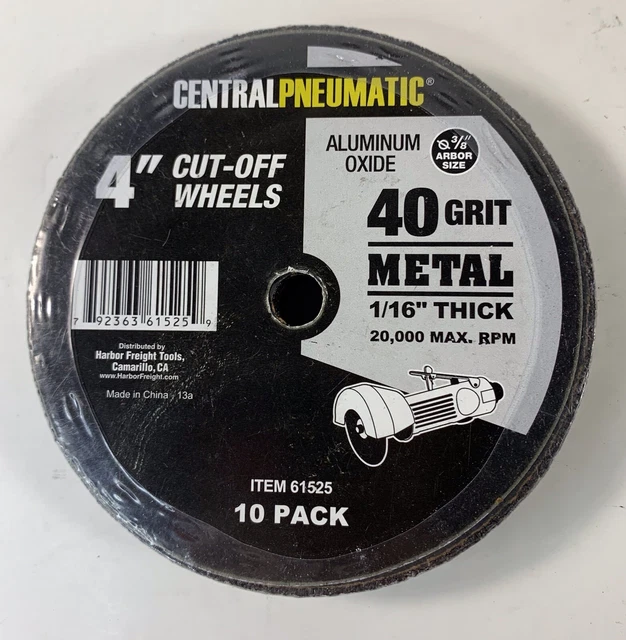 CENTRALPNEUMATIC®
4" CUT-OFF
WHEELS
ALUMINUM
OXIDE
3/8"
ARBOR
SIZE
40 GRIT
METAL
1/16" THICK
20,000 MAX. RPM
7 92363 61525 9
Distributed by
Harbor Freight Tools,
Camarillo, CA
www.HarborFreight.com
Made in China 13a
ITEM 61525
10 PACK